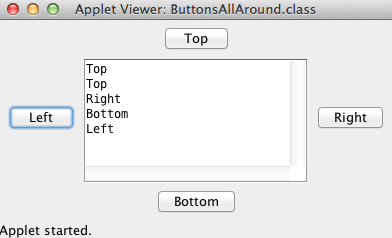 Applet Viewer: ButtonsAllAround.class
Top
Top
Top
Right
Bottom
Left
Left
Right
Bottom
Applet started.